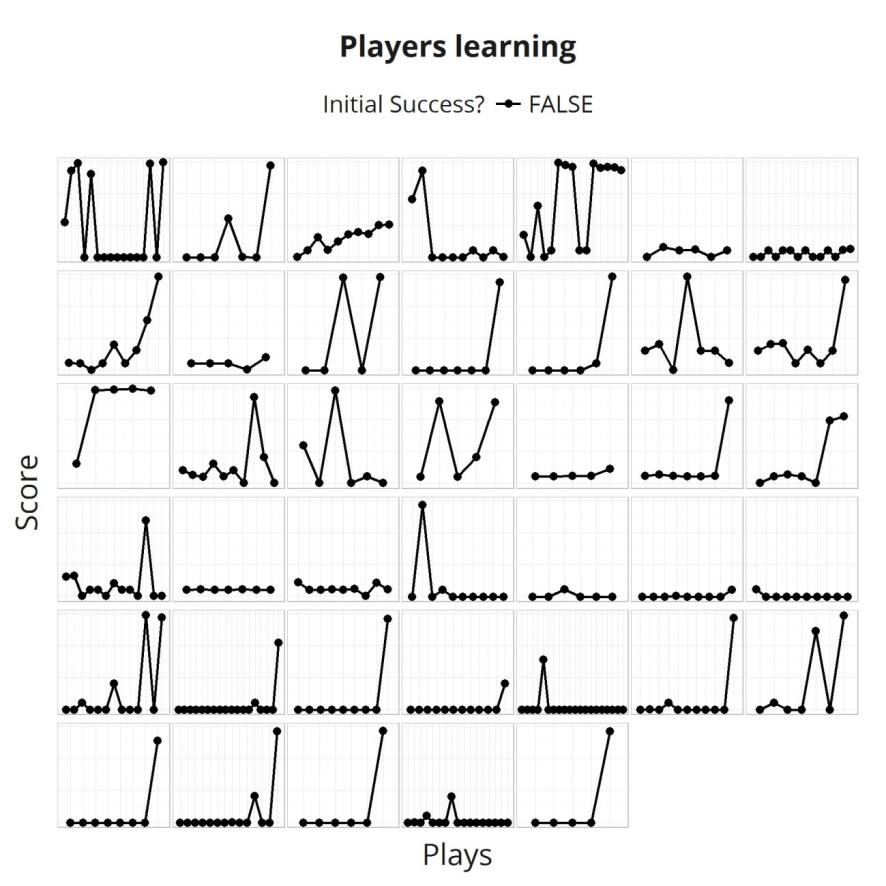 Players learning
Initial Success? FALSE
Score
Plays